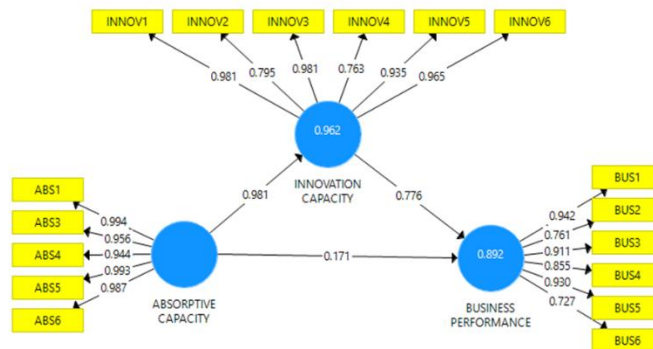 INNOV1 INNOV2 INNOV3 INNOV4 INNOV5 INNOV6
0.981 0.795 0.981 0.763 0.935 0.965
0.962
INNOVATION
CAPACITY
0.981
0.776
ABS1
ABS3
ABS4
ABS5
ABS6
0.994
0.956
0.944
0.993
0.987
ABSORPTIVE
CAPACITY
0.171
0.892
BUSINESS
PERFORMANCE
0.942
0.761
0.911
0.855
0.930
0.727
BUS1
BUS2
BUS3
BUS4
BUS5
BUS6